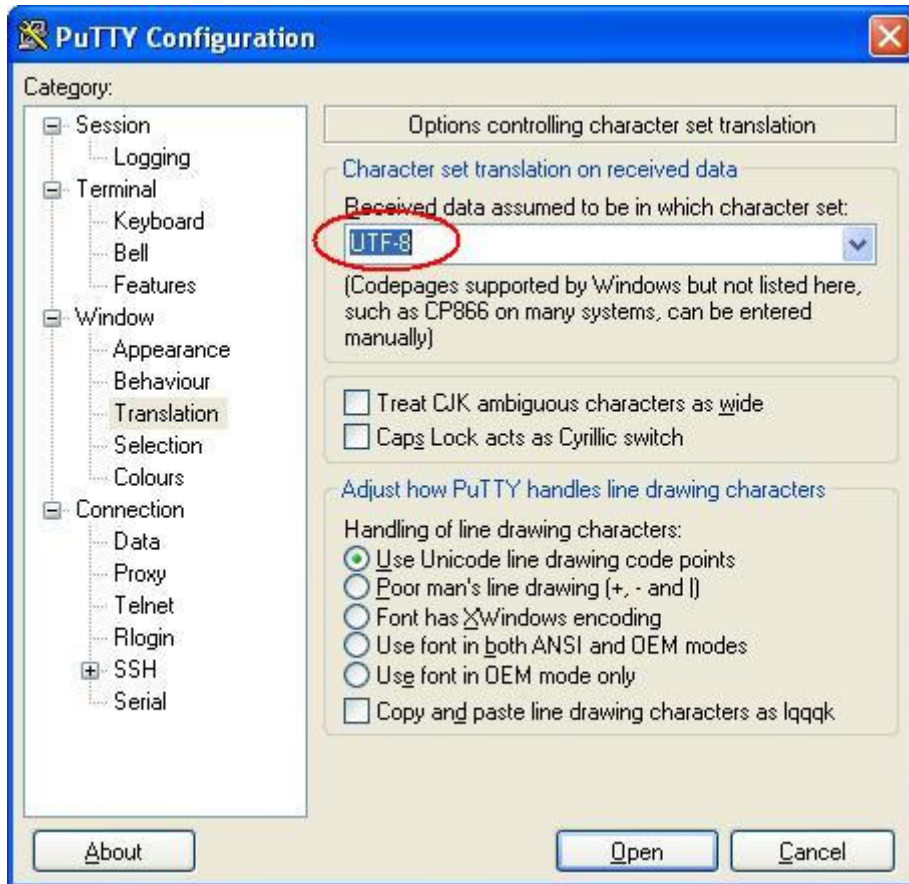 PuTTY Configuration
Category:
Session
Logging
Terminal
Keyboard
Bell
Features
Window
Appearance
Behaviour
Translation
Selection
Colours
Connection
Data
Proxy
Telnet
Rlogin
SSH
Serial
Options controlling character set translation
Character set translation on received data
Received data assumed to be in which character set:
UTF-8
(Codepages supported by Windows but not listed here,
such as CP866 on many systems, can be entered
manually)
Treat CJK ambiguous characters as wide
Caps Lock acts as Cyrillic switch
Adjust how PuTTY handles line drawing characters
Handling of line drawing characters:
Use Unicode line drawing code points
Poor man's line drawing (+, - and |)
Font has XWindows encoding
Use font in both ANSI and OEM modes
Use font in OEM mode only
Copy and paste line drawing characters as lqqqk
About
Open
Cancel